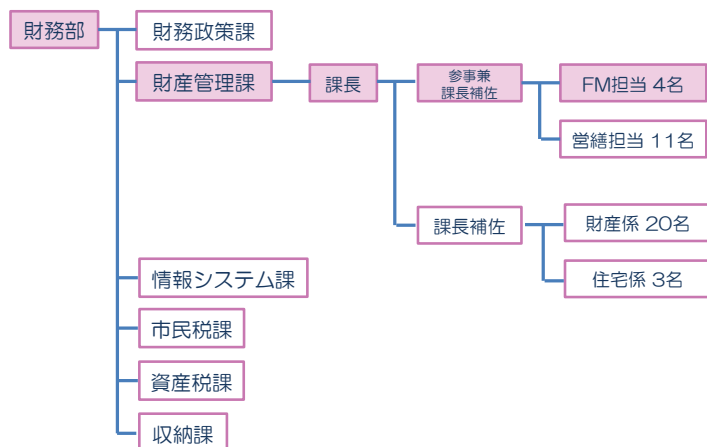 財務部
財務政策課
財産管理課
課長
参事兼
課長補佐
FM担当 4名
営繕担当 11名
課長補佐
財産係 20名
住宅係 3名
情報システム課
市民税課
資産税課
収納課